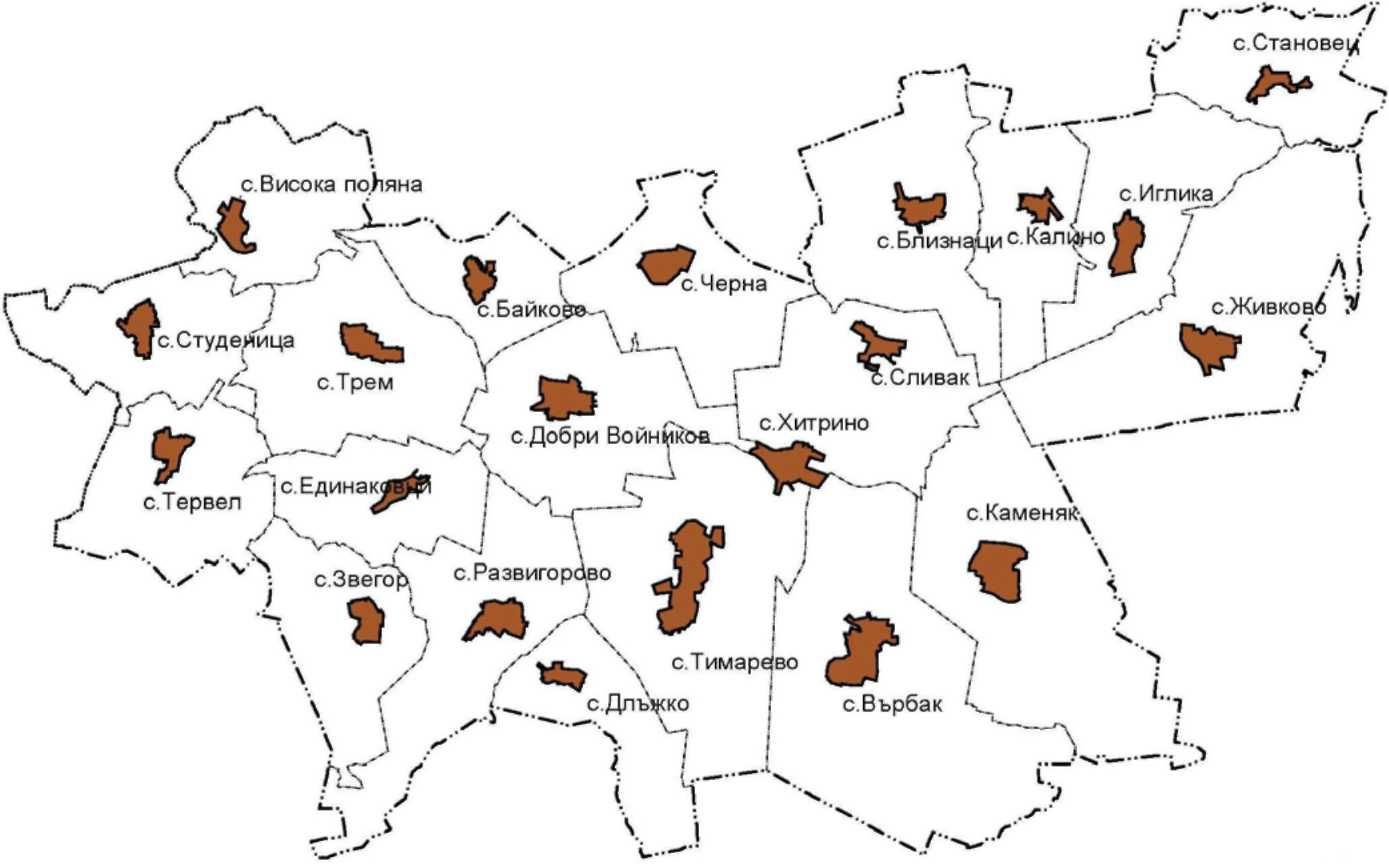 с.Становец
с.Висока поляна
с.Иглика
с.Близнаци
с.Калино
с.Черна
с.Байково
с.Живково
с.Студеница
с.Трем
с.Сливак
с.Хитрино
с.Добри Войников
с.Единаковци
с.Тервел
с.Каменяк
с.Звегор
с.Развигорово
с.Тимарево
с.Длъжко
с.Върбак